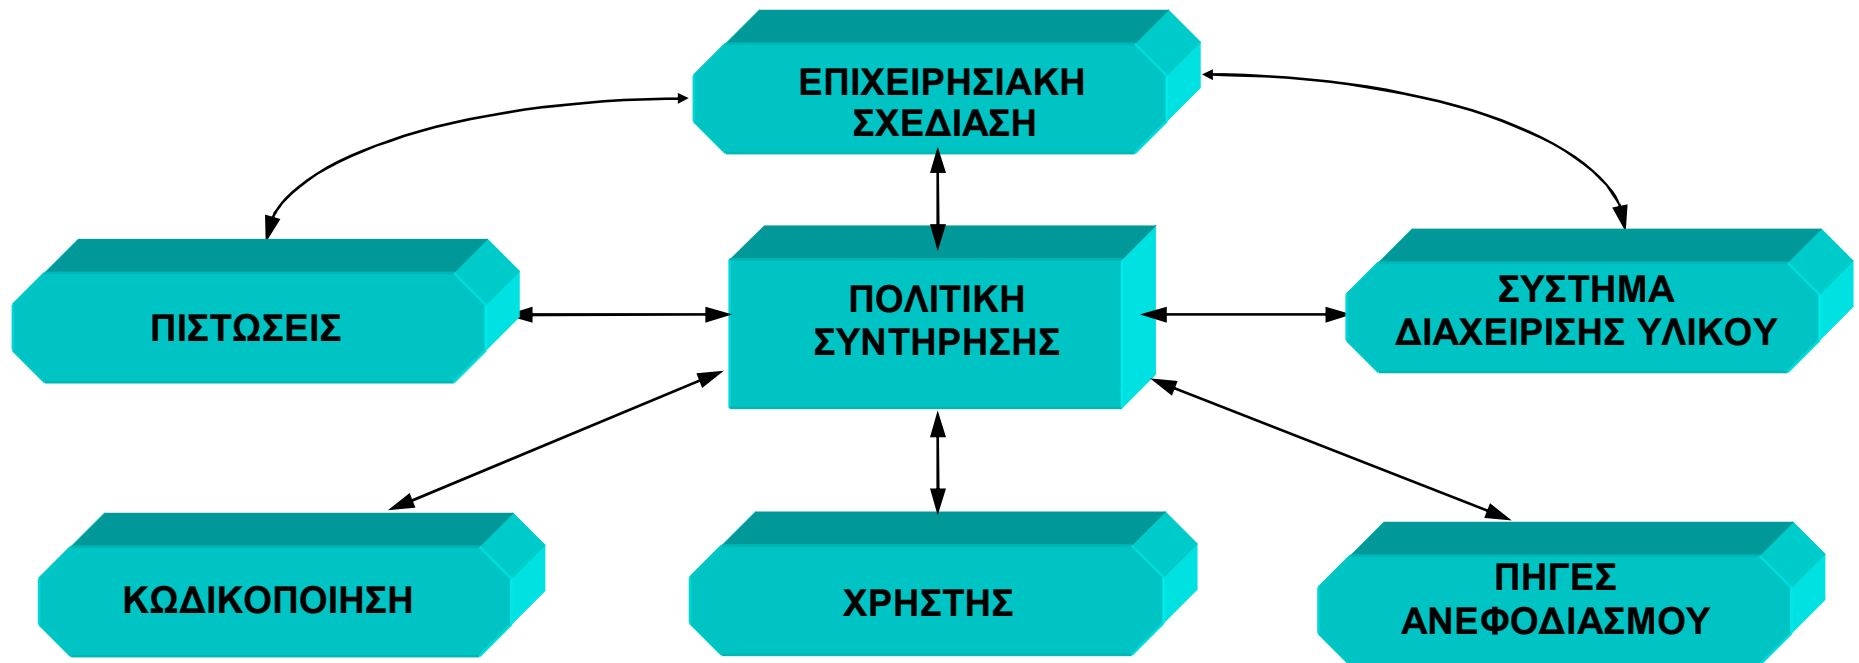 ΕΠΙΧΕΙΡΗΣΙΑΚΗ
ΣΧΕΔΙΑΣΗ
ΠΙΣΤΩΣΕΙΣ
ΠΟΛΙΤΙΚΗ
ΣΥΝΤΗΡΗΣΗΣ
ΣΥΣΤΗΜΑ
ΔΙΑΧΕΙΡΙΣΗΣ ΥΛΙΚΟΥ
ΚΩΔΙΚΟΠΟΙΗΣΗ
ΧΡΗΣΤΗΣ
ΠΗΓΕΣ
ΑΝΕΦΟΔΙΑΣΜΟΥ